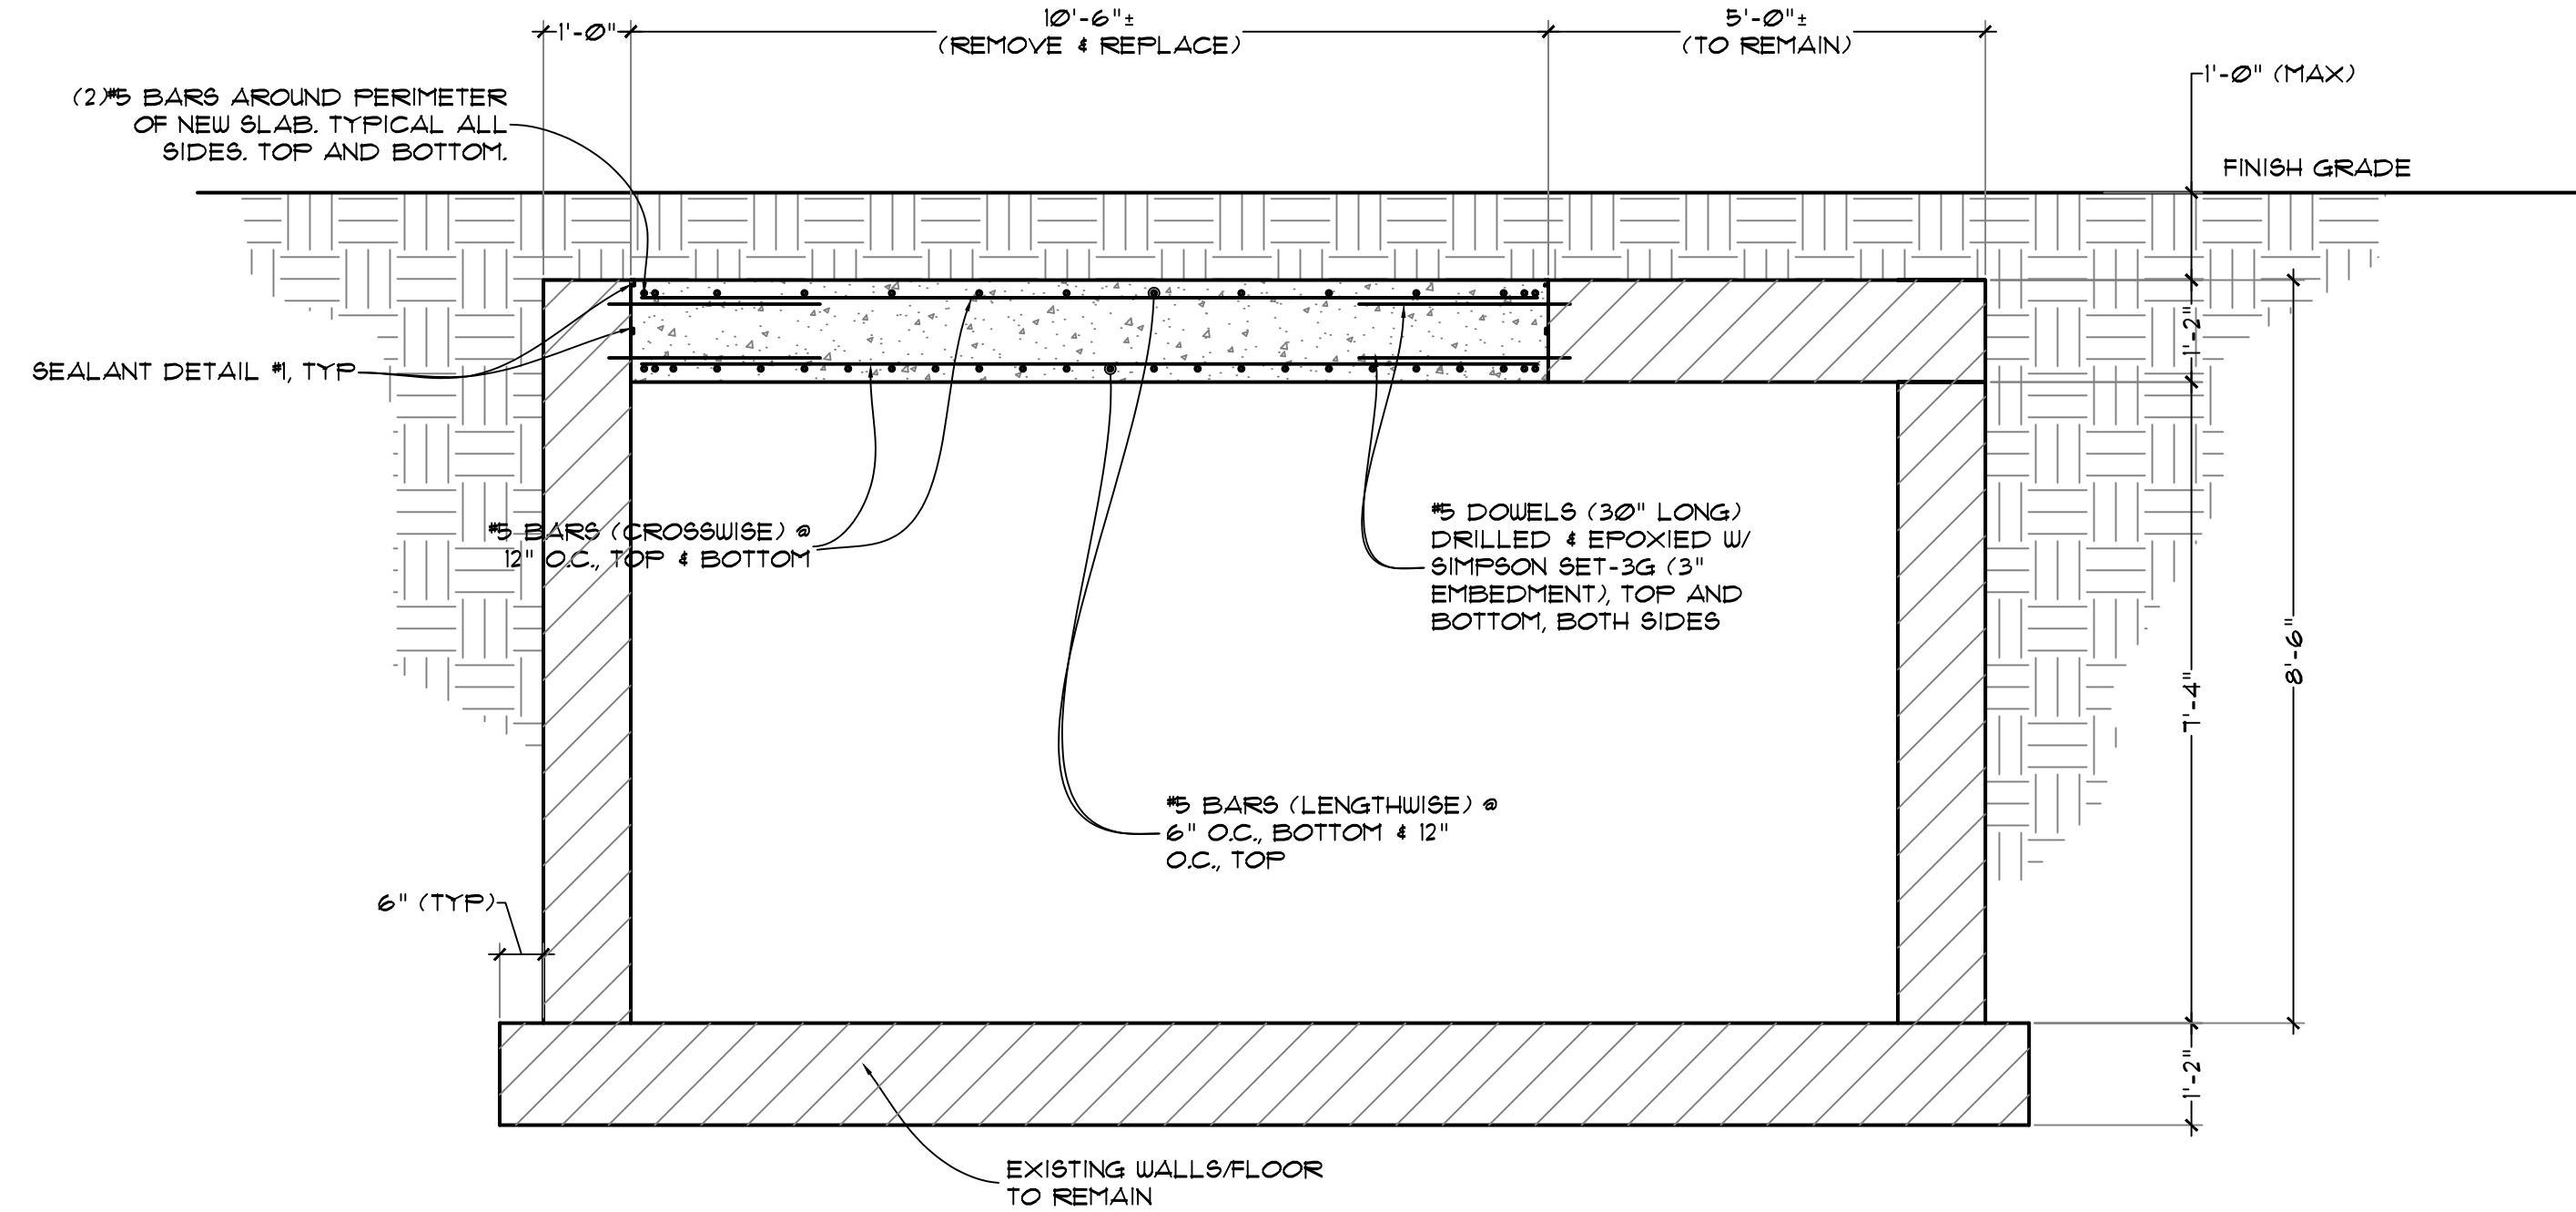 1'-0"
10'-6"±
(REMOVE & REPLACE)
5'-0"±
(TO REMAIN)
1'-0" (MAX)
(2)#5 BARS AROUND PERIMETER
OF NEW SLAB. TYPICAL ALL
SIDES. TOP AND BOTTOM.
FINISH GRADE
1'-2"
SEALANT DETAIL #1, TYP
#5 BARS (CROSSWISE) @
12" O.C., TOP & BOTTOM
#5 DOWELS (30" LONG)
DRILLED & EPOXIED W/
SIMPSON SET-3G (3"
EMBEDMENT), TOP AND
BOTTOM, BOTH SIDES
8'-6"
7'-4"
#5 BARS (LENGTHWISE) @
6" O.C., BOTTOM & 12"
O.C., TOP
6" (TYP)
1'-2"
EXISTING WALLS/FLOOR
TO REMAIN